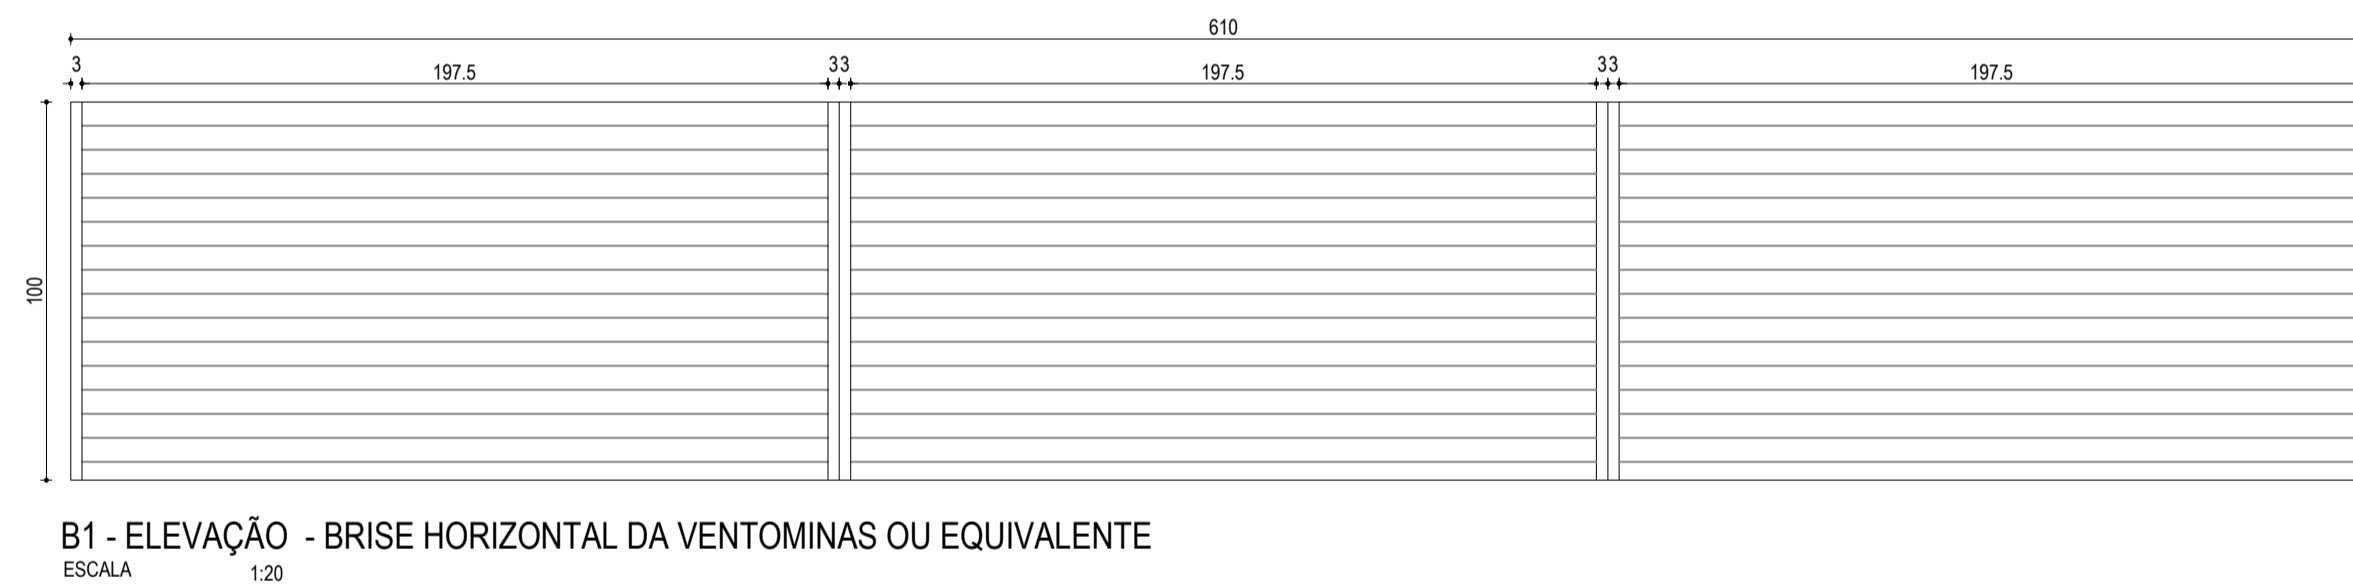 610
3 197.5 33 197.5 33 197.5
100
B1 - ELEVAÇÃO - BRISE HORIZONTAL DA VENTOMINAS OU EQUIVALENTE
ESCALA 1:20